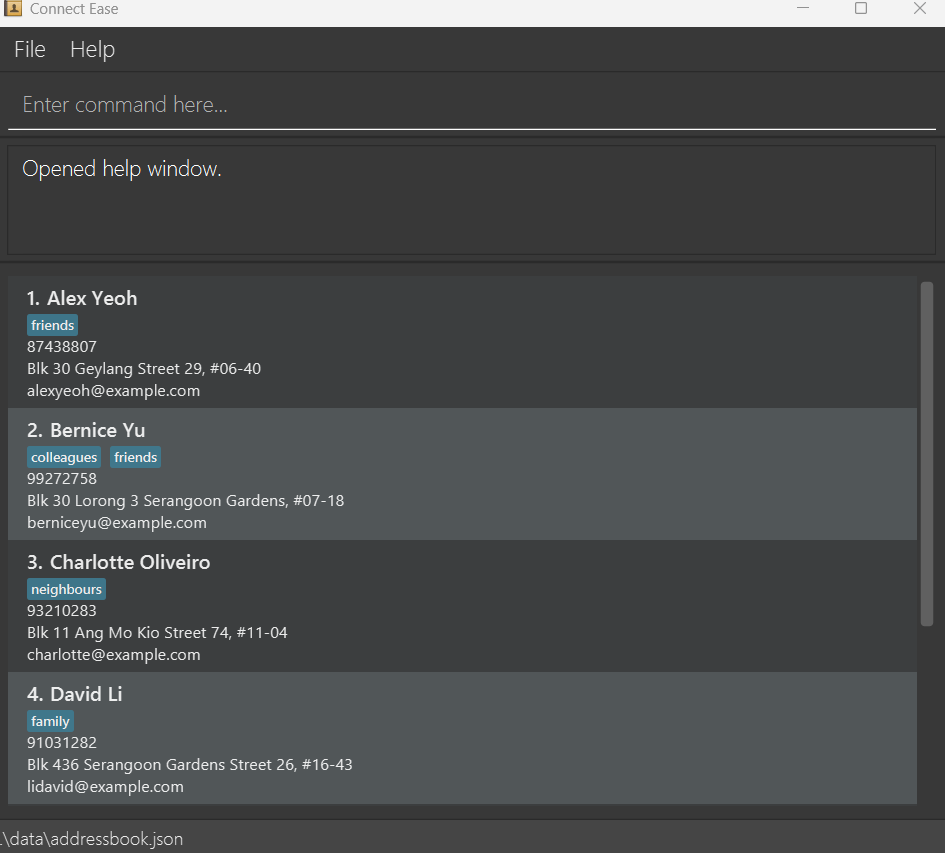 Connect Ease
File Help
Enter command here...
Opened help window.
1. Alex Yeoh
friends
87438807
Blk 30 Geylang Street 29, #06-40
alexyeoh@example.com
2. Bernice Yu
colleagues friends
99272758
Blk 30 Lorong 3 Serangoon Gardens, #07-18
berniceyu@example.com
3. Charlotte Oliveiro
neighbours
93210283
Blk 11 Ang Mo Kio Street 74, #11-04
charlotte@example.com
4. David Li
family
91031282
Blk 436 Serangoon Gardens Street 26, #16-43
lidavid@example.com
.\data\addressbook.json